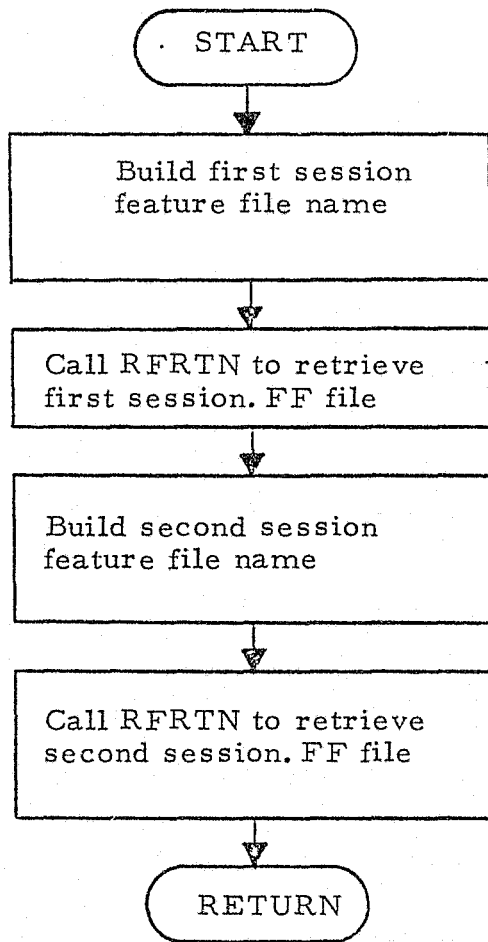 START
Build first session
feature file name
Call RFRTN to retrieve
first session. FF file
Build second session
feature file name
Call RFRTN to retrieve
second session. FF file
RETURN